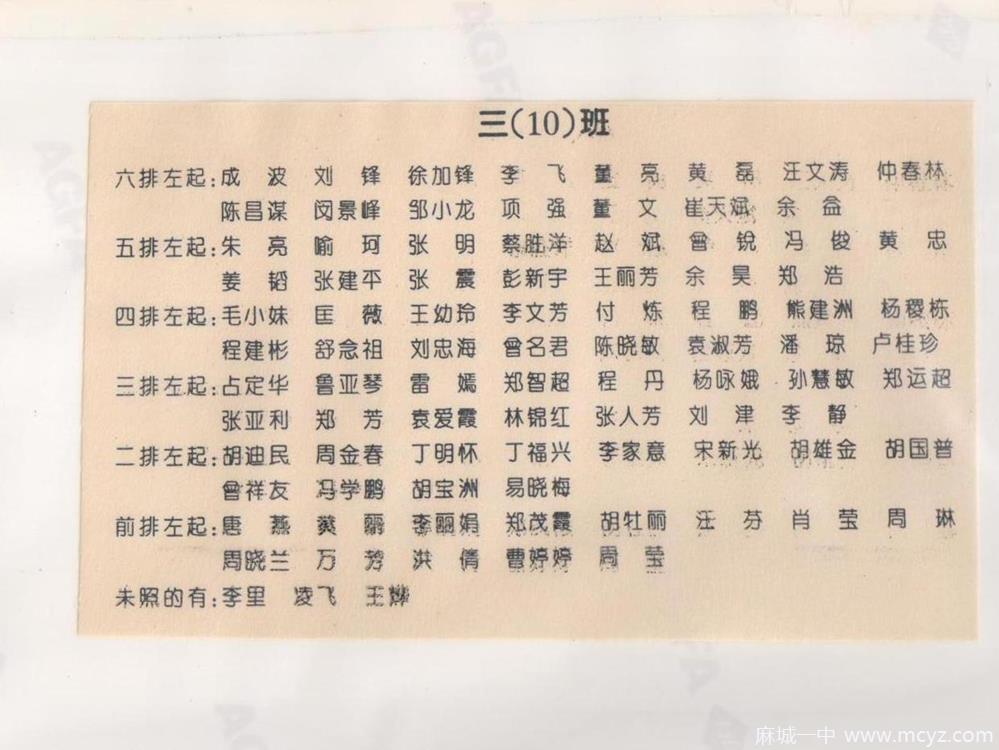 三(10)班
六排左起:成 波 刘 锋 徐加锋 李 飞 董 亮 黄 磊 汪文涛 仲春林
陈昌谋 闵景峰 邹小龙 项 强 董 文 崔天斌 余 益
五排左起:朱 亮 喻 珂 张 明 蔡胜洋 赵 斌 曾 锐 冯 俊 黄 忠
姜 韬 张建平 张 震 彭新宇 王丽芳 余 昊 郑 浩
四排左起:毛小妹 匡 薇 王幼玲 李文芳 付 炼 程 鹏 熊建洲 杨稷栋
程建彬 舒念祖 刘忠海 曾名君 陈晓敏 袁淑芳 潘 琼 卢桂珍
三排左起:占定华 鲁亚琴 雷 嫣 郑智超 程 丹 杨咏娥 孙慧敏 郑运超
张亚利 郑 芳 袁爱霞 林锦红 张人芳 刘 津 李 静
二排左起:胡迪民 周金春 丁明怀 丁福兴 李家意 宋新光 胡雄金 胡国普
曾祥友 冯学鹏 胡宝洲 易晓梅
前排左起:唐 燕 龚 丽 李丽娟 郑茂霞 胡牡丽 汪 芬 肖 莹 周 琳
周晓兰 万 芳 洪 倩 曹婷婷 周 莹
未照的有:李里 凌飞 王烨
AGFA
AGFA
AGFA
麻城一中 www.mcyz.com